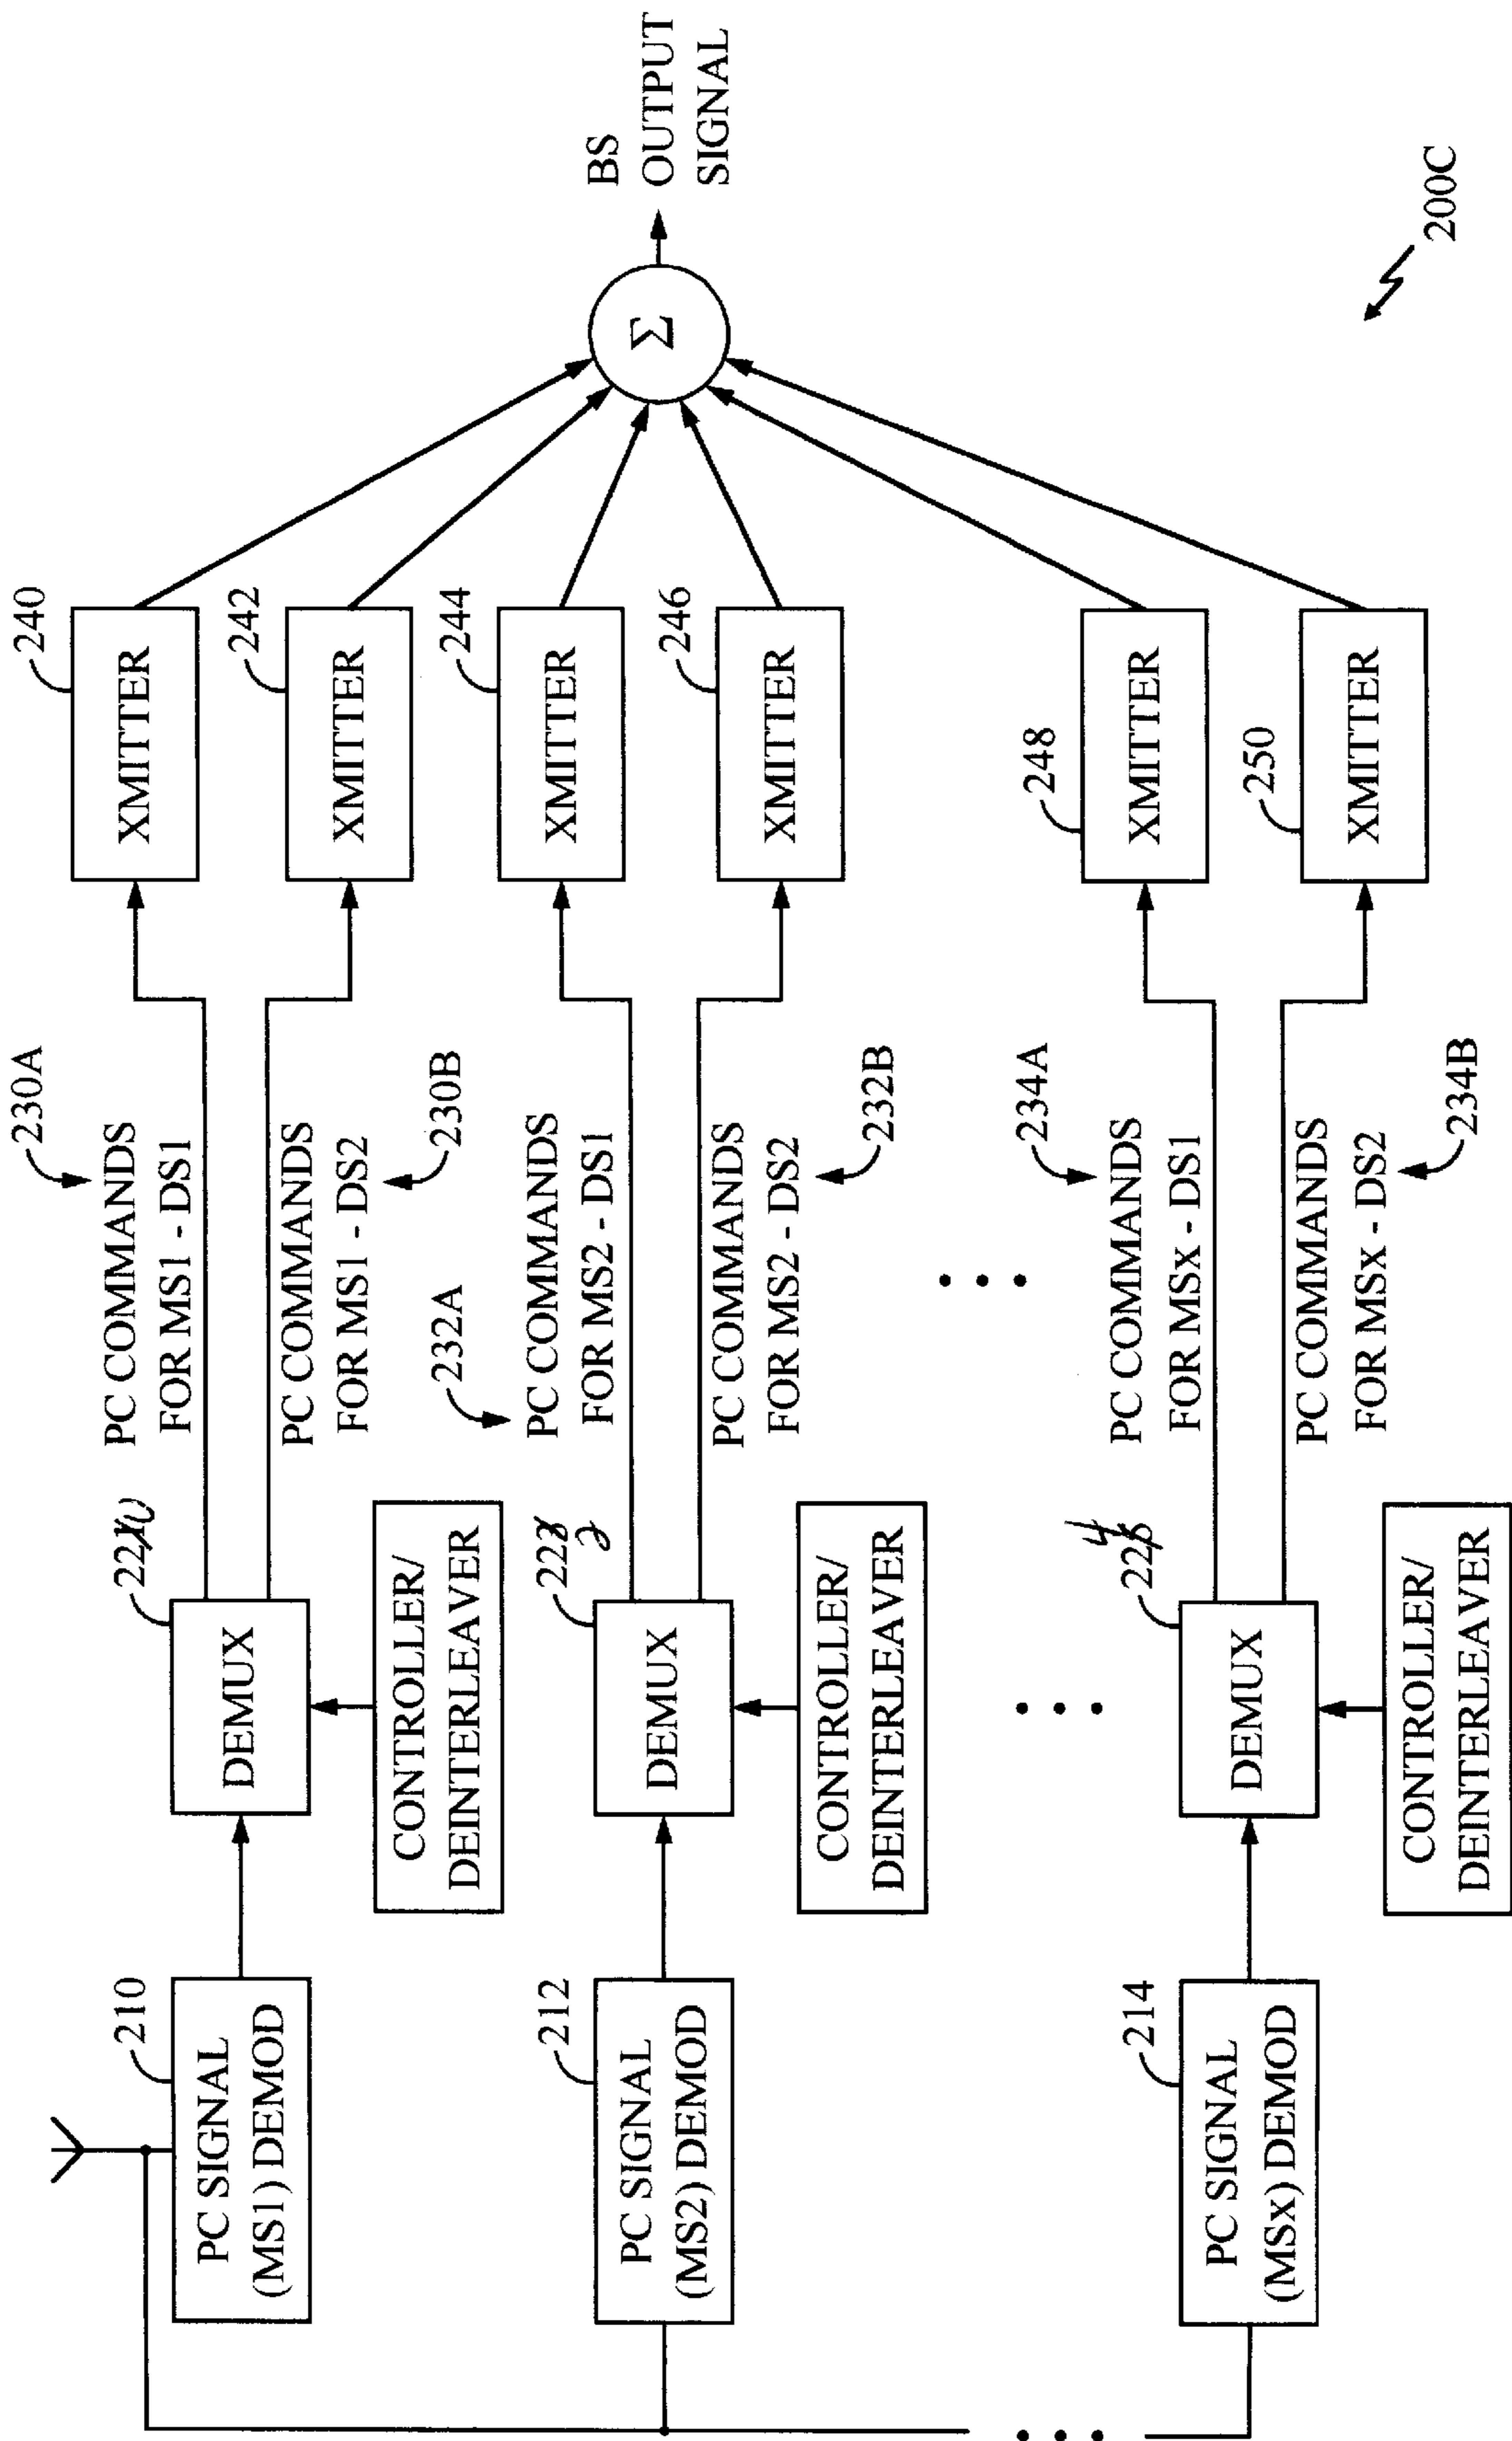 210
PC SIGNAL
(MS1) DEMOD
220
DEMUX
CONTROLLER/
DEINTERLEAVER
230A
PC COMMANDS
FOR MS1 - DS1
PC COMMANDS
FOR MS1 - DS2
230B
240
XMITTER
242
XMITTER
212
PC SIGNAL
(MS2) DEMOD
222
DEMUX
CONTROLLER/
DEINTERLEAVER
232A
PC COMMANDS
FOR MS2 - DS1
PC COMMANDS
FOR MS2 - DS2
232B
244
XMITTER
246
XMITTER
214
PC SIGNAL
(MSx) DEMOD
224
DEMUX
CONTROLLER/
DEINTERLEAVER
234A
PC COMMANDS
FOR MSx - DS1
PC COMMANDS
FOR MSx - DS2
234B
248
XMITTER
250
XMITTER
Σ
BS
OUTPUT
SIGNAL
200C